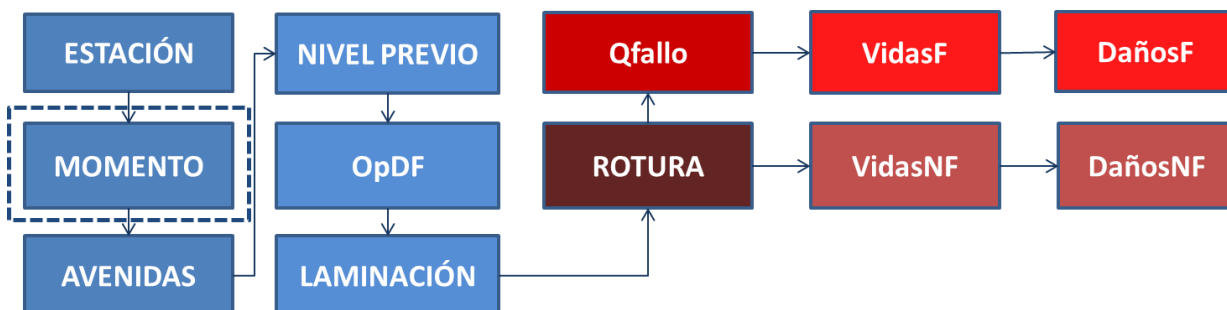 ESTACIÓN
MOMENTO
AVENIDAS
NIVEL PREVIO
OpDF
LAMINACIÓN
ROTURA
Qfallo
VidasF
DañosF
VidasNF
DañosNF